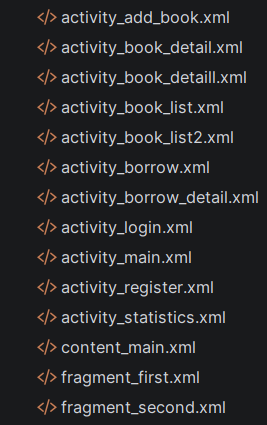 activity_add_book.xml
activity_book_detail.xml
activity_book_detaill.xml
activity_book_list.xml
activity_book_list2.xml
activity_borrow.xml
activity_borrow_detail.xml
activity_login.xml
activity_main.xml
activity_register.xml
activity_statistics.xml
content_main.xml
fragment_first.xml
fragment_second.xml